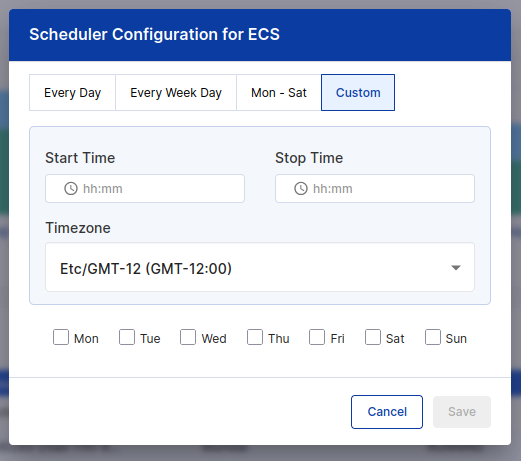 Scheduler Configuration for ECS
Every Day
Every Week Day
Mon - Sat
Custom
Start Time
Stop Time
hh:mm
hh:mm
Timezone
Etc/GMT-12 (GMT-12:00)
Mon
Tue
Wed
Thu
Fri
Sat
Sun
Cancel
Save